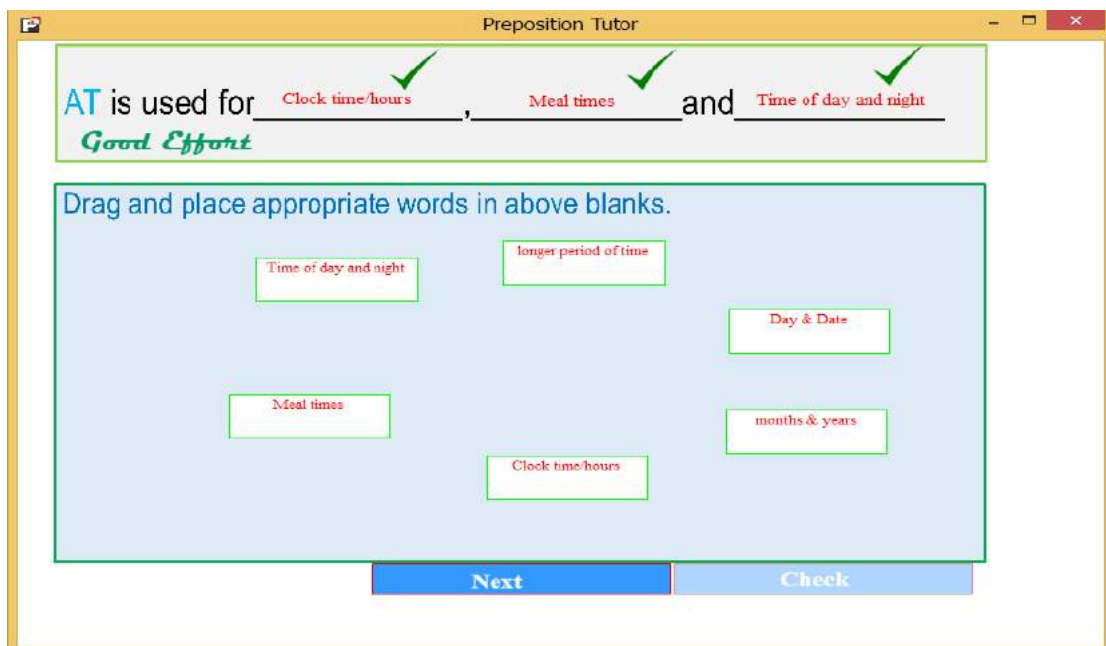 Preposition Tutor
AT is used for Clock time/hours, Meal times and Time of day and night
Good Effort
Drag and place appropriate words in above blanks.
longer period of time
Time of day and night
Day & Date
Meal times
months & years
Clock time/hours
Next Check